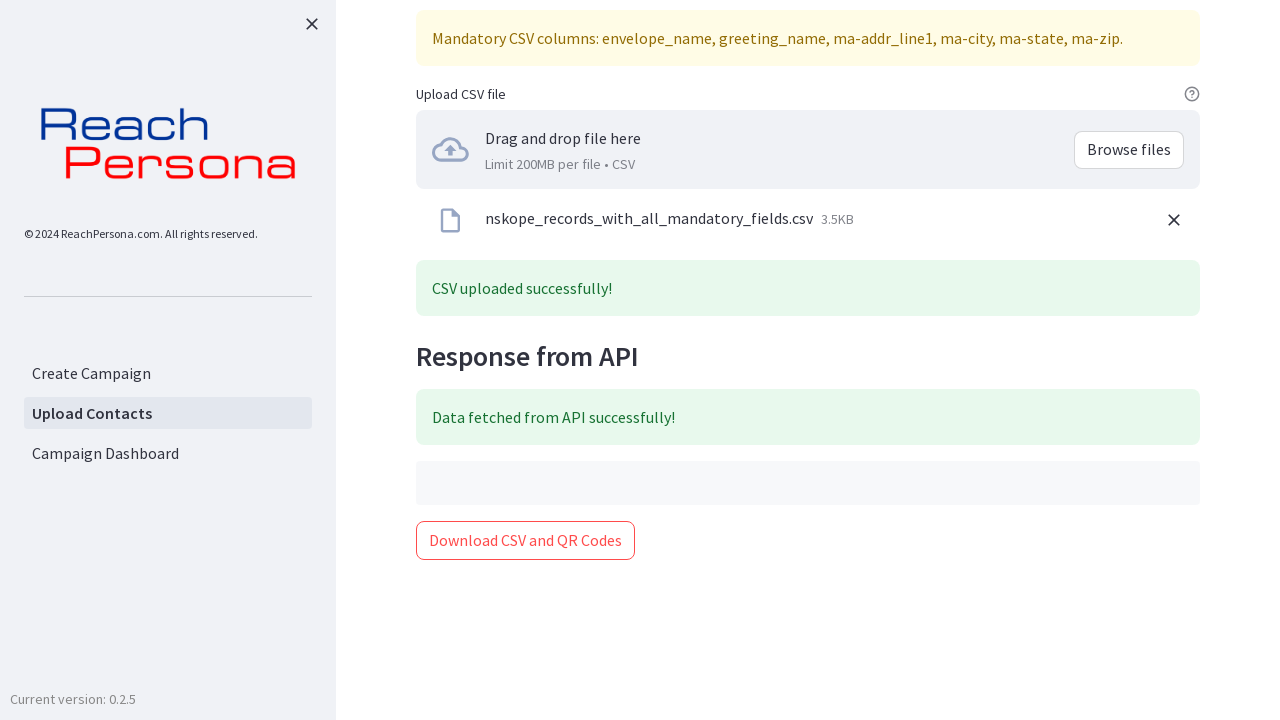 Reach
Persona
© 2024 ReachPersona.com. All rights reserved.
Create Campaign
Upload Contacts
Campaign Dashboard
Current version: 0.2.5
Mandatory CSV columns: envelope_name, greeting_name, ma-addr_line1, ma-city, ma-state, ma-zip.
Upload CSV file
Drag and drop file here
Limit 200MB per file • CSV
Browse files
nskope_records_with_all_mandatory_fields.csv 3.5KB
CSV uploaded successfully!
Response from API
Data fetched from API successfully!
Download CSV and QR Codes